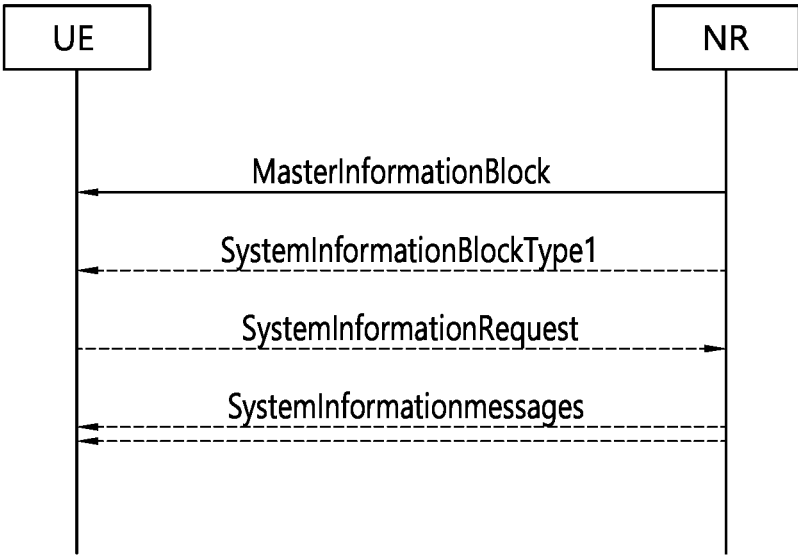 UE
NR
MasterInformationBlock
SystemInformationBlockType1
SystemInformationRequest
SystemInformationmessages